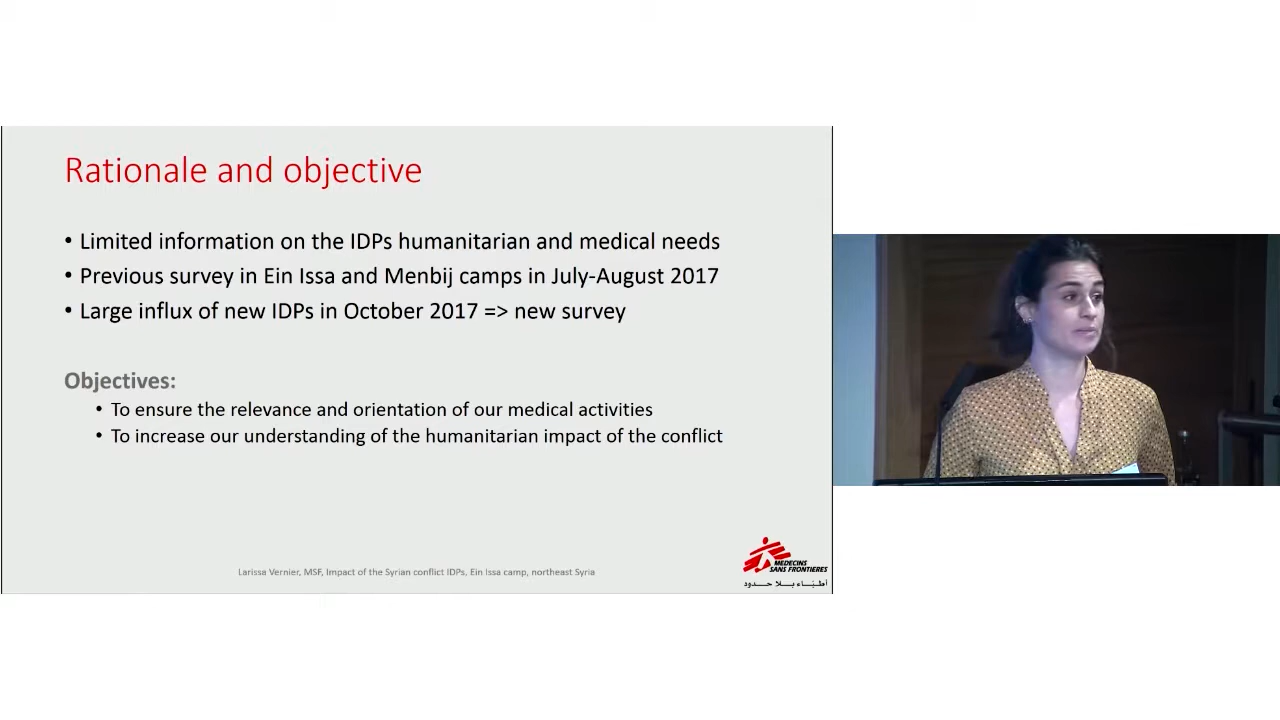 Rationale and objective
• Limited information on the IDPs humanitarian and medical needs
• Previous survey in Ein Issa and Menbij camps in July-August 2017
• Large influx of new IDPs in October 2017 => new survey
Objectives:
• To ensure the relevance and orientation of our medical activities
• To increase our understanding of the humanitarian impact of the conflict
Larissa Vernier, MSF, Impact of the Syrian conflict IDPs, Ein Issa camp, northeast Syria
MEDECINS
SANS FRONTIERES
أطبّاء بلا حدود